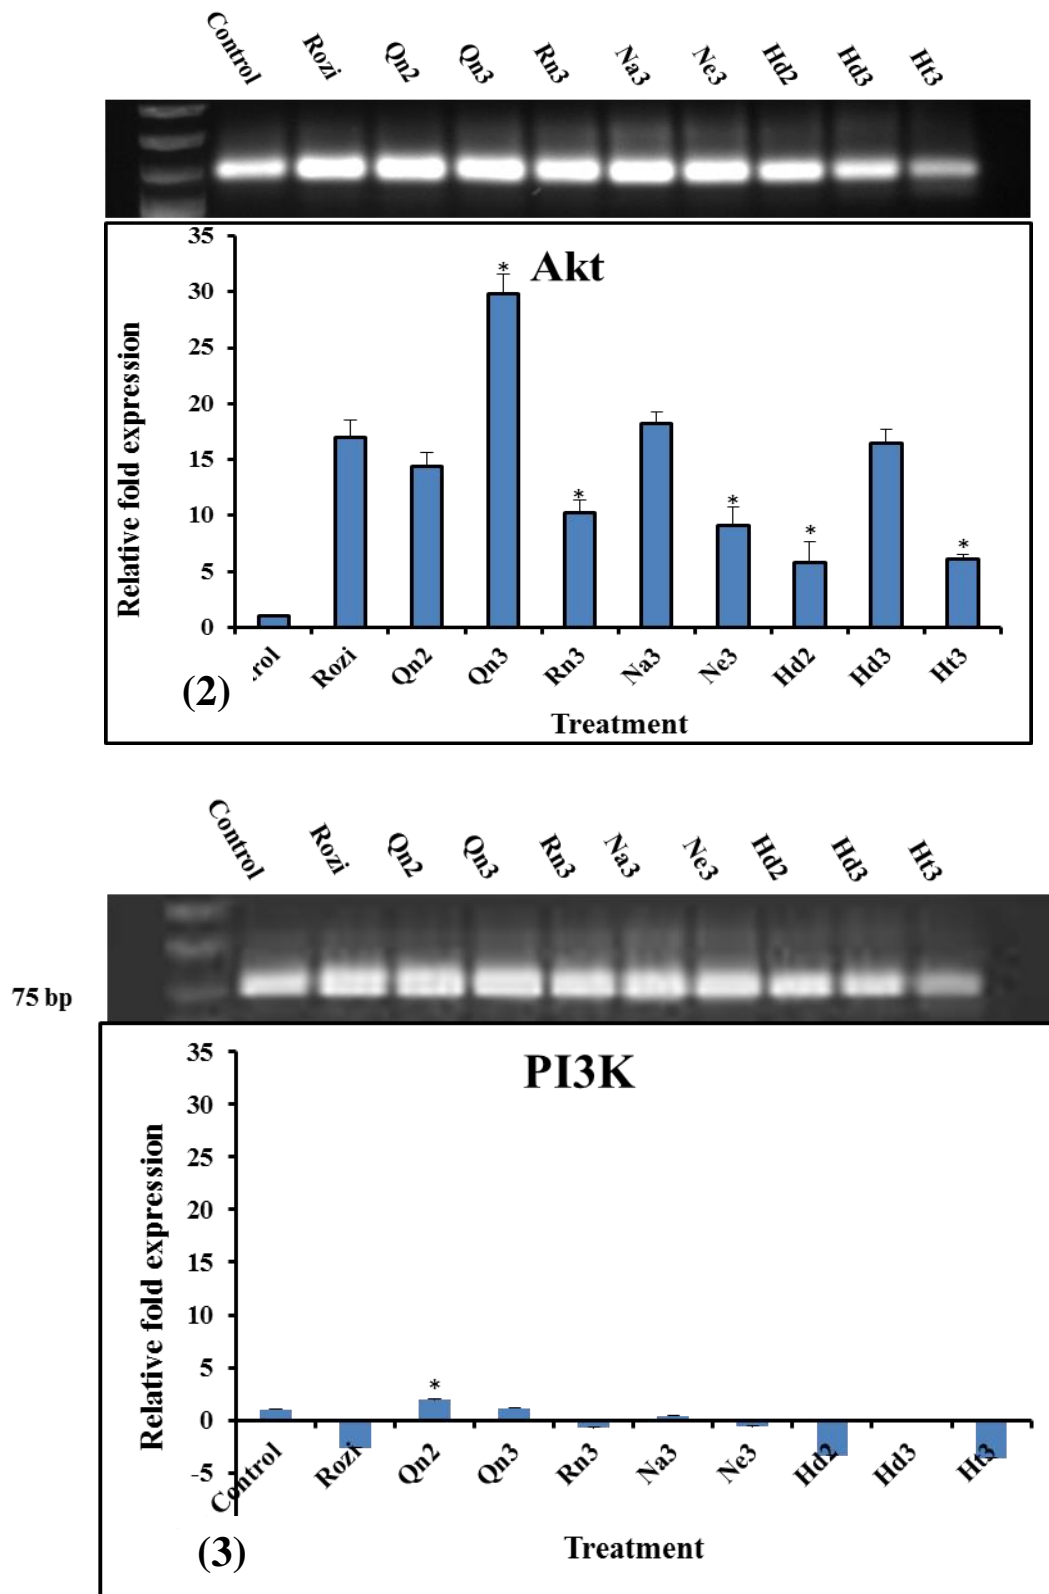 Control Rozi Qn2 Qn3 Rn3 Na3 Ne3 Hd2 Hd3 Ht3
Akt
Relative fold expression
35
30
25
20
15
10
5
0
* * * * *
rol Rozi Qn2 Qn3 Rn3 Na3 Ne3 Hd2 Hd3 Ht3
(2)
Treatment
Control Rozi Qn2 Qn3 Rn3 Na3 Ne3 Hd2 Hd3 Ht3
75 bp
PI3K
Relative fold expression
35
30
25
20
15
10
5
0
-5
*
Control Rozi Qn2 Qn3 Rn3 Na3 Ne3 Hd2 Hd3 Ht3
(3)
Treatment